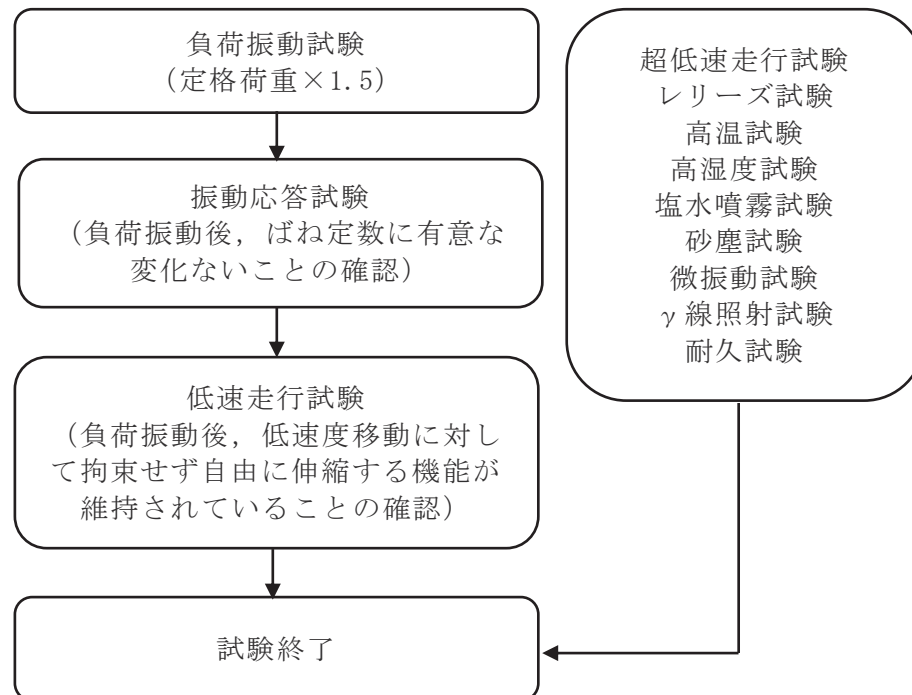 負荷振動試験
（定格荷重×1.5）
振動応答試験
（負荷振動後，ばね定数に有意な
変化ないことの確認）
低速走行試験
（負荷振動後，低速度移動に対し
て拘束せず自由に伸縮する機能が
維持されていることの確認）
試験終了
超低速走行試験
レリーズ試験
高温試験
高湿度試験
塩水噴霧試験
砂塵試験
微振動試験
γ線照射試験
耐久試験